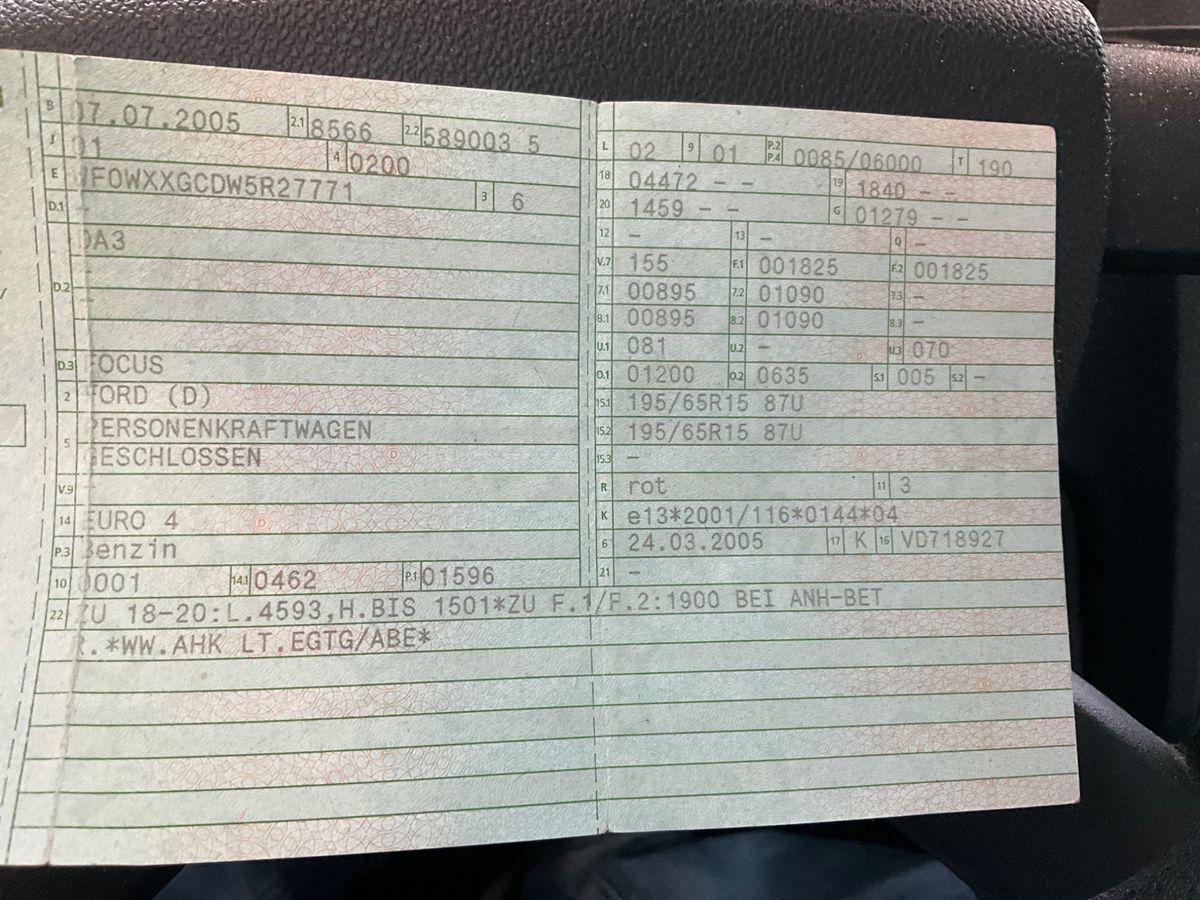 B 07.07.2005 2.1 8566 2.2 589003 5
J 01 4 0200
E WF0WXXGCDW5R27771 3 6
D.1
DA3
D.2 -
-
D.3 FOCUS
2 FORD (D)
5 PERSONENKRAFTWAGEN
GESCHLOSSEN
V.9 -
14 EURO 4
P.3 Benzin
10 0001 14.1 0462 P.1 01596
L 02 9 01 P.2 P.4 0085/06000 T 190
18 04472 - - 19 1840 - -
20 1459 - - G 01279 - -
12 - 13 - Q -
V.7 155 F.1 001825 F.2 001825
7.1 00895 7.2 01090 7.3 -
8.1 00895 8.2 01090 8.3 -
U.1 081 U.2 - U.3 070
O.1 01200 O.2 0635 S.1 005 S.2 -
15.1 195/65R15 87U
15.2 195/65R15 87U
15.3 -
R rot 11 3
K e13*2001/116*0144*04
6 24.03.2005 17 K 16 VD718927
21 -
22 ZU 18-20:L.4593,H.BIS 1501*ZU F.1/F.2:1900 BEI ANH-BET
R.*WW.AHK LT.EGTG/ABE*